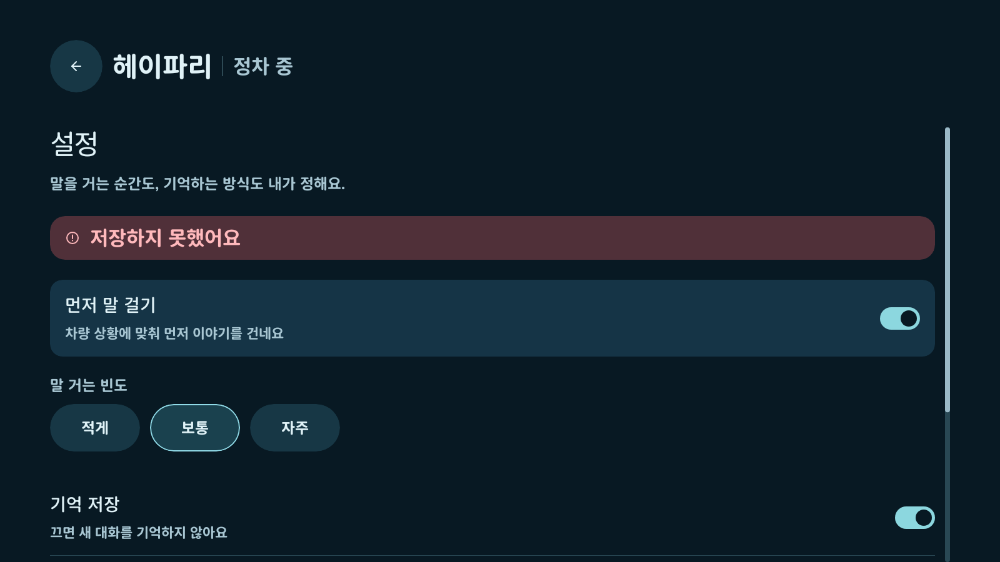 헤이파리 정차 중
설정
말을 거는 순간도, 기억하는 방식도 내가 정해요.
저장하지 못했어요
먼저 말 걸기
차량 상황에 맞춰 먼저 이야기를 건네요
말 거는 빈도
적게 보통 자주
기억 저장
끄면 새 대화를 기억하지 않아요